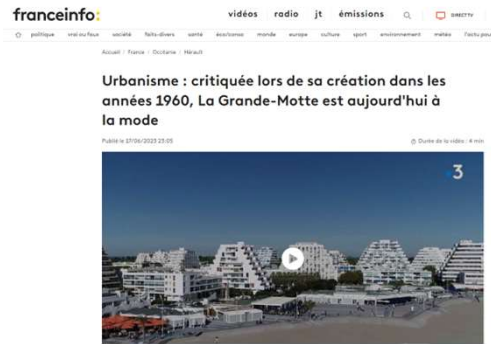 franceinfo:
vidéos radio jt émissions DIRECT TV
politique vrai ou faux société faits-divers santé éco/conso monde europe culture sport environnement météo l'actu pour
Accueil / France / Occitanie / Hérault
Urbanisme : critiquée lors de sa création dans les
années 1960, La Grande-Motte est aujourd'hui à
la mode
Publié le 27/06/2023 23:05
Durée de la vidéo : 4 min
3